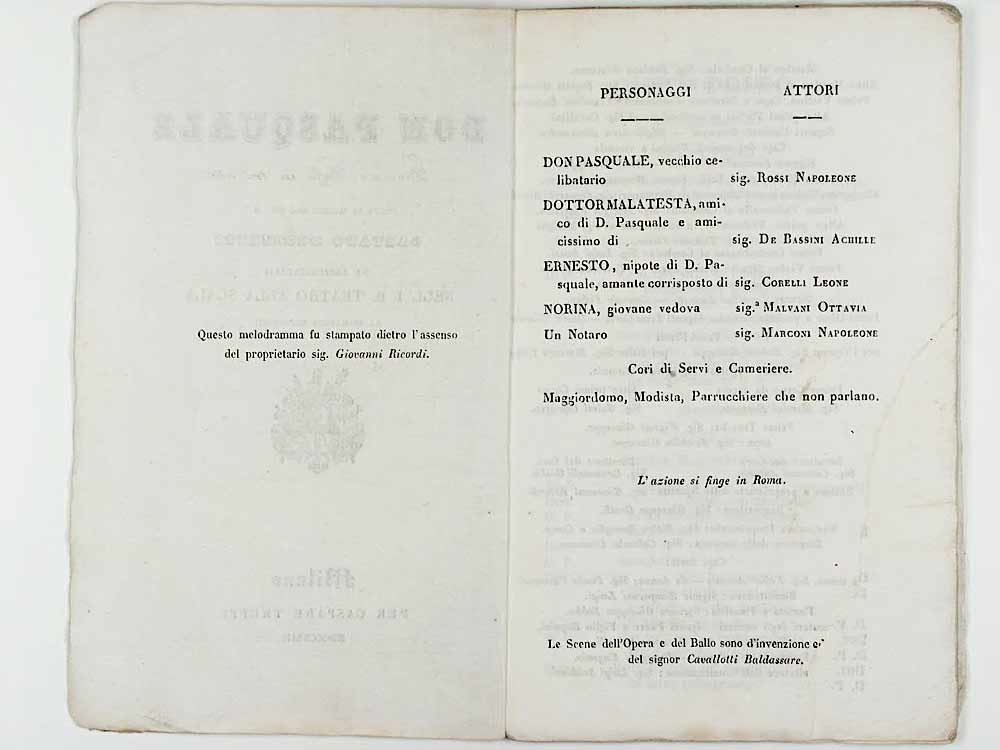 Questo melodramma fu stampato dietro l'assenso
del proprietario sig. Giovanni Ricordi.
PERSONAGGI ATTORI
DON PASQUALE, vecchio ce-
libatario sig. ROSSI NAPOLEONE
DOTTOR MALATESTA, ami-
co di D. Pasquale e ami-
cissimo di sig. DE BASSINI ACHILLE
ERNESTO, nipote di D. Pa-
squale, amante corrisposto di sig. CORELLI LEONE
NORINA, giovane vedova sig.ª MALVANI OTTAVIA
Un Notaro sig. MARCONI NAPOLEONE
Cori di Servi e Cameriere.
Maggiordomo, Modista, Parrucchiere che non parlano.
L'azione si finge in Roma.
Le Scene dell'Opera e del Ballo sono d'invenzione
del signor Cavallotti Baldassare.